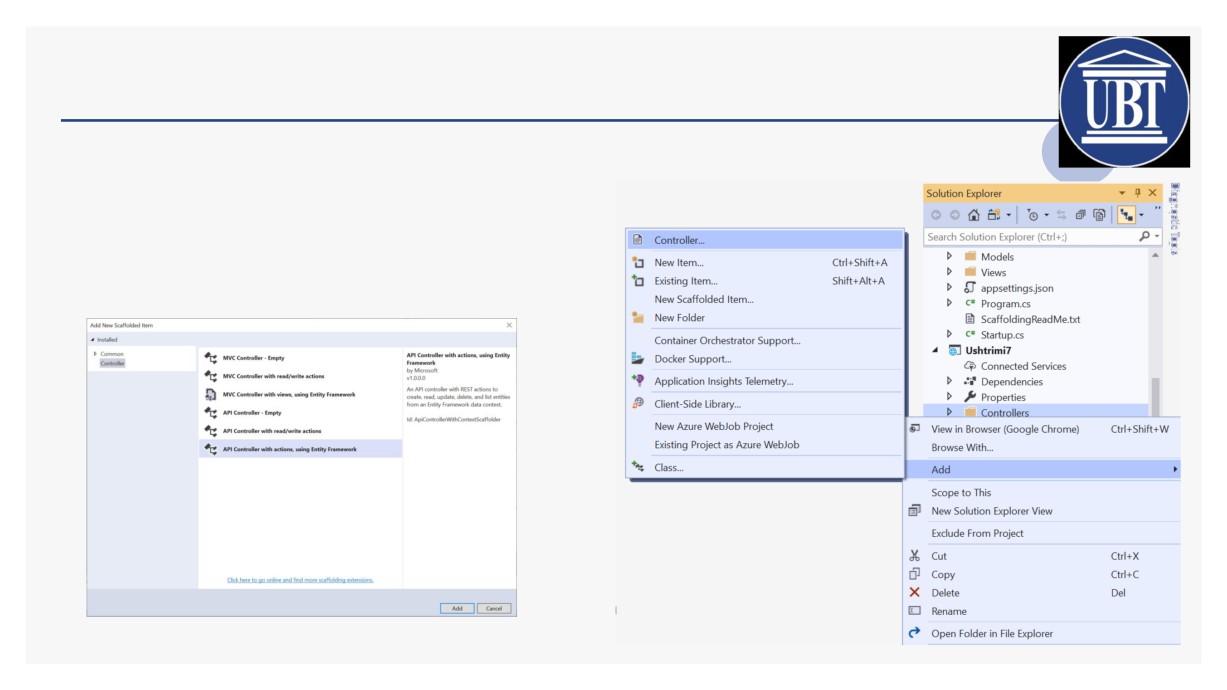 UBT
Add New Scaffolded Item
Installed
Common
Controller
MVC Controller - Empty
MVC Controller with read/write actions
MVC Controller with views, using Entity Framework
API Controller - Empty
API Controller with read/write actions
API Controller with actions, using Entity Framework
API Controller with actions, using Entity
Framework
by Microsoft
v1.0.0.0
An API controller with REST actions to
create, read, update, delete, and list entities
from an Entity Framework data context.
Id: ApiControllerWithContextScaffolder
Click here to go online and find more scaffolding extensions.
Add Cancel
Controller...
New Item... Ctrl+Shift+A
Existing Item... Shift+Alt+A
New Scaffolded Item...
New Folder
Container Orchestrator Support...
Docker Support...
Application Insights Telemetry...
Client-Side Library...
New Azure WebJob Project
Existing Project as Azure WebJob
Class...
Solution Explorer
Search Solution Explorer (Ctrl+;)
Models
Views
appsettings.json
C# Program.cs
ScaffoldingReadMe.txt
C# Startup.cs
Ushtrimi7
Connected Services
Dependencies
Properties
Controllers
View in Browser (Google Chrome) Ctrl+Shift+W
Browse With...
Add
Scope to This
New Solution Explorer View
Exclude From Project
Cut Ctrl+X
Copy Ctrl+C
Delete Del
Rename
Open Folder in File Explorer